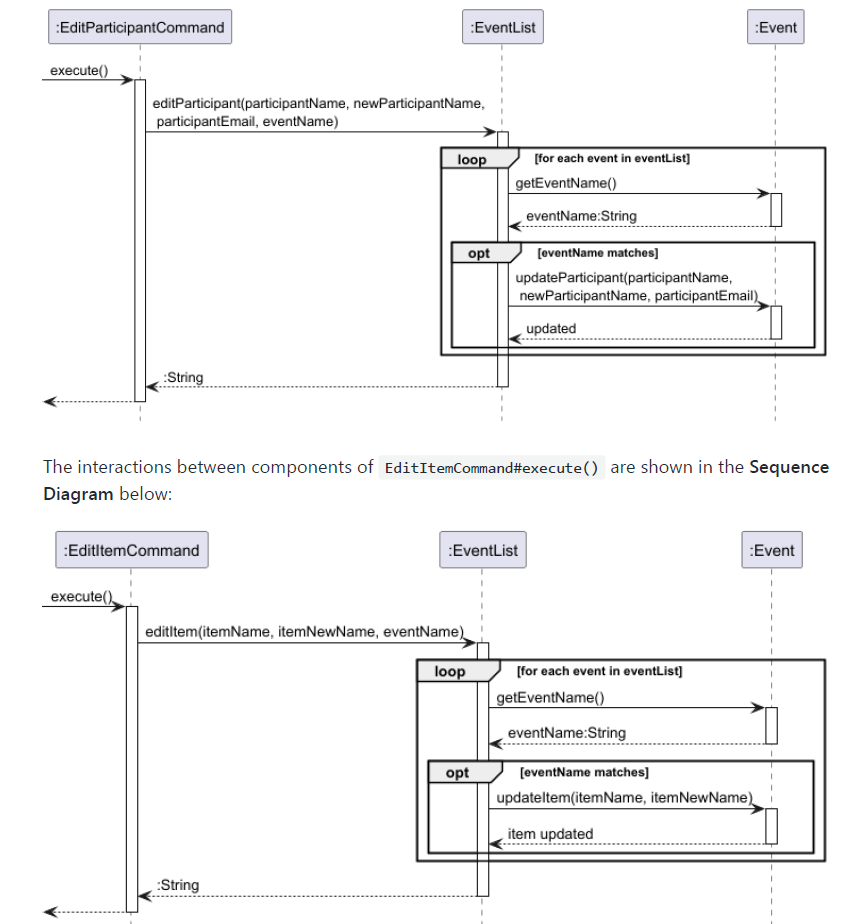 :EditParticipantCommand
:EventList
:Event
execute()
editParticipant(participantName, newParticipantName,
participantEmail, eventName)
loop
[for each event in eventList]
getEventName()
eventName:String
opt
[eventName matches]
updateParticipant(participantName,
newParticipantName, participantEmail)
updated
:String
The interactions between components of EditItemCommand#execute() are shown in the Sequence
Diagram below:
:EditItemCommand
:EventList
:Event
execute()
editItem(itemName, itemNewName, eventName)
loop
[for each event in eventList]
getEventName()
eventName:String
opt
[eventName matches]
updateItem(itemName, itemNewName)
item updated
:String